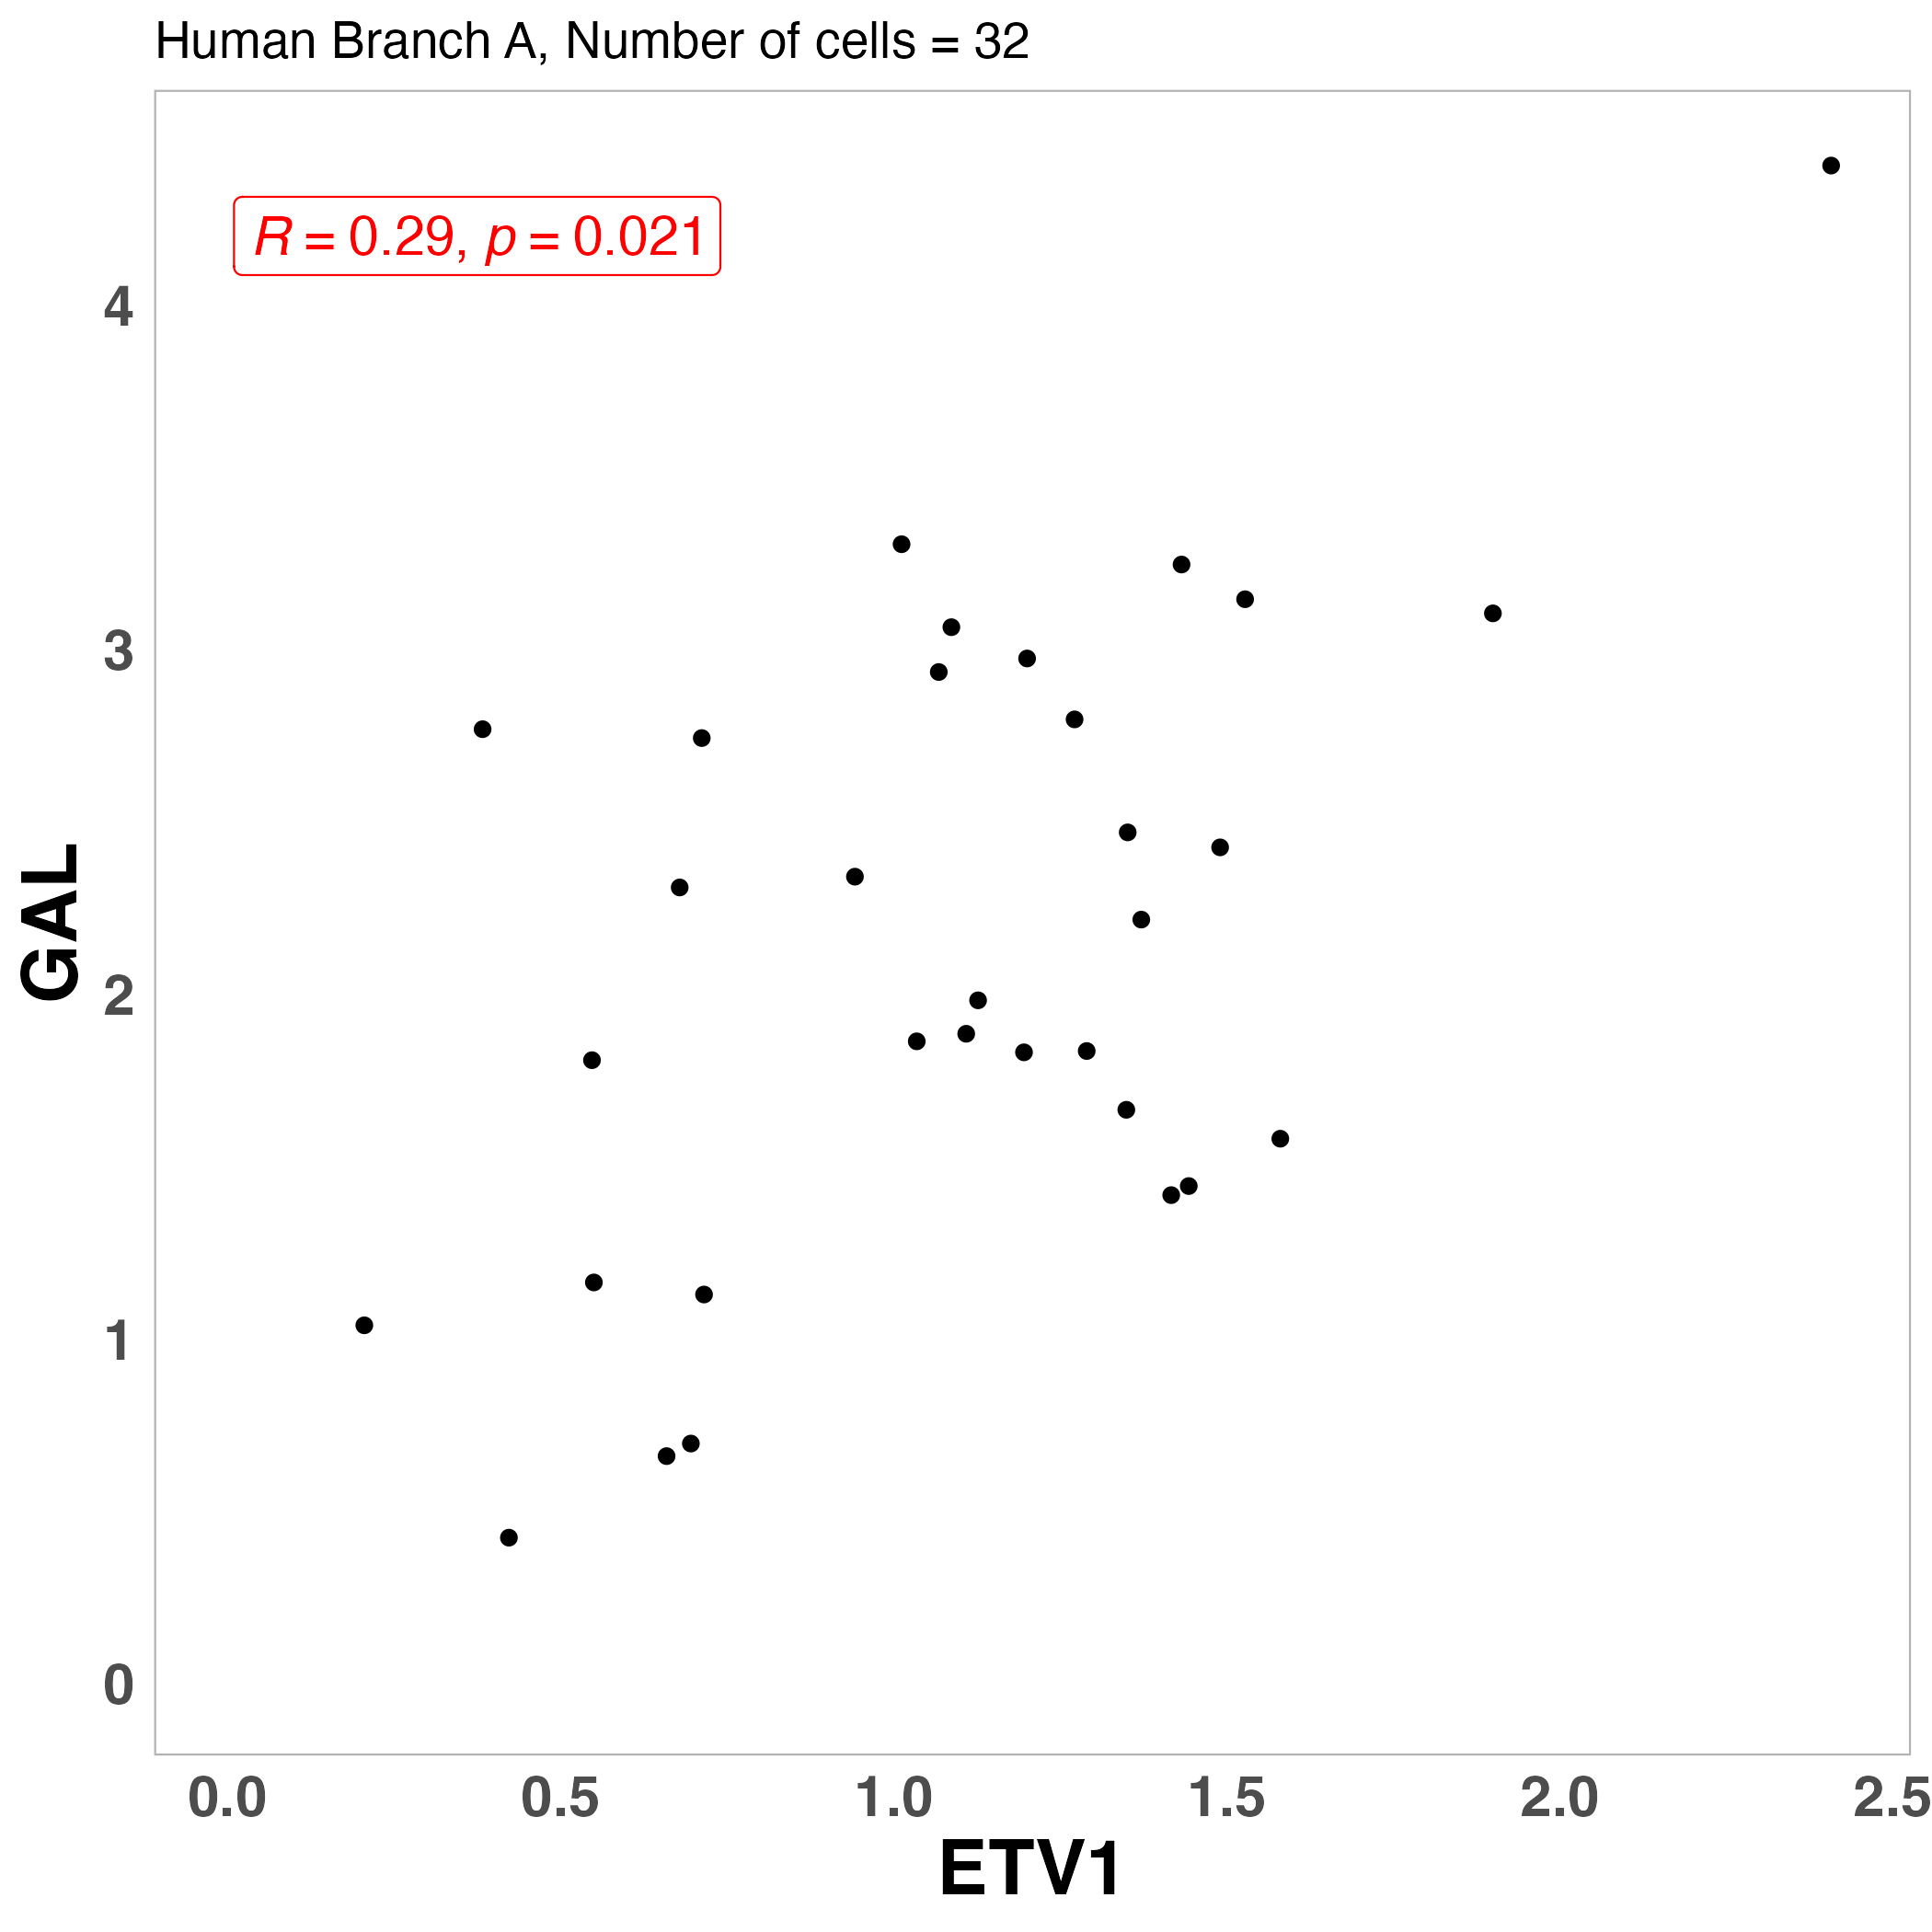 Human Branch A, Number of cells = 32
R = 0.29, p = 0.021
4
3
2
1
0
GAL
0.0 0.5 1.0 1.5 2.0 2.5
ETV1